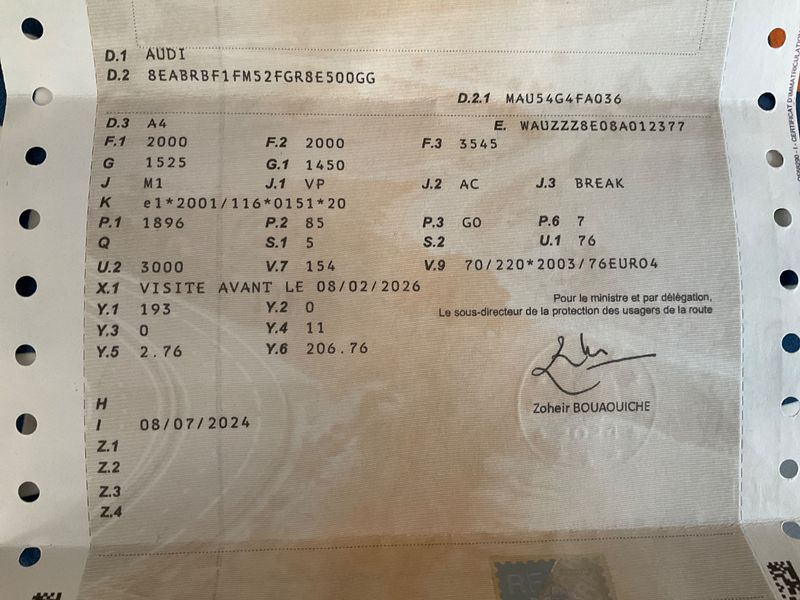 D.1 AUDI
D.2 8EABRBF1FM52FGR8E500GG
D.2.1 MAU54G4FA036
D.3 A4 E. WAUZZZ8E08A012377
F.1 2000 F.2 2000 F.3 3545
G 1525 G.1 1450
J M1 J.1 VP J.2 AC J.3 BREAK
K e1*2001/116*0151*20
P.1 1896 P.2 85 P.3 GO P.6 7
Q S.1 5 S.2 U.1 76
U.2 3000 V.7 154 V.9 70/220*2003/76EURO4
X.1 VISITE AVANT LE 08/02/2026
Y.1 193 Y.2 0
Y.3 0 Y.4 11
Y.5 2.76 Y.6 206.76
Pour le ministre et par délégation,
Le sous-directeur de la protection des usagers de la route
Zoheir BOUAOUICHE
H
I 08/07/2024
Z.1
Z.2
Z.3
Z.4
RF
CERTIFICAT D'IMMATRICULATION